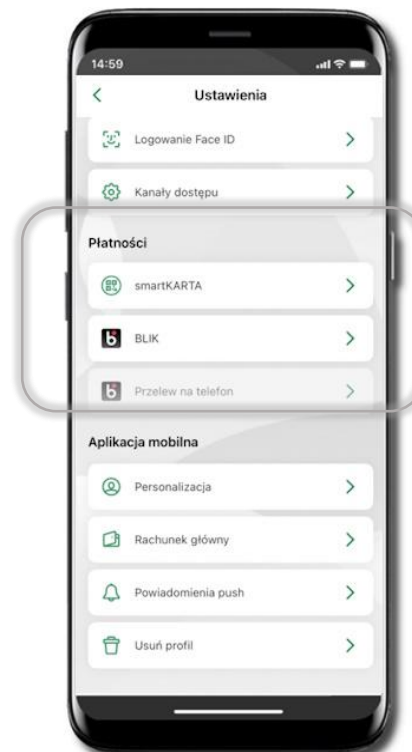 14:59
Ustawienia
Logowanie Face ID
Kanały dostępu
Płatności
smartKARTA
BLIK
Przelew na telefon
Aplikacja mobilna
Personalizacja
Rachunek główny
Powiadomienia push
Usuń profil